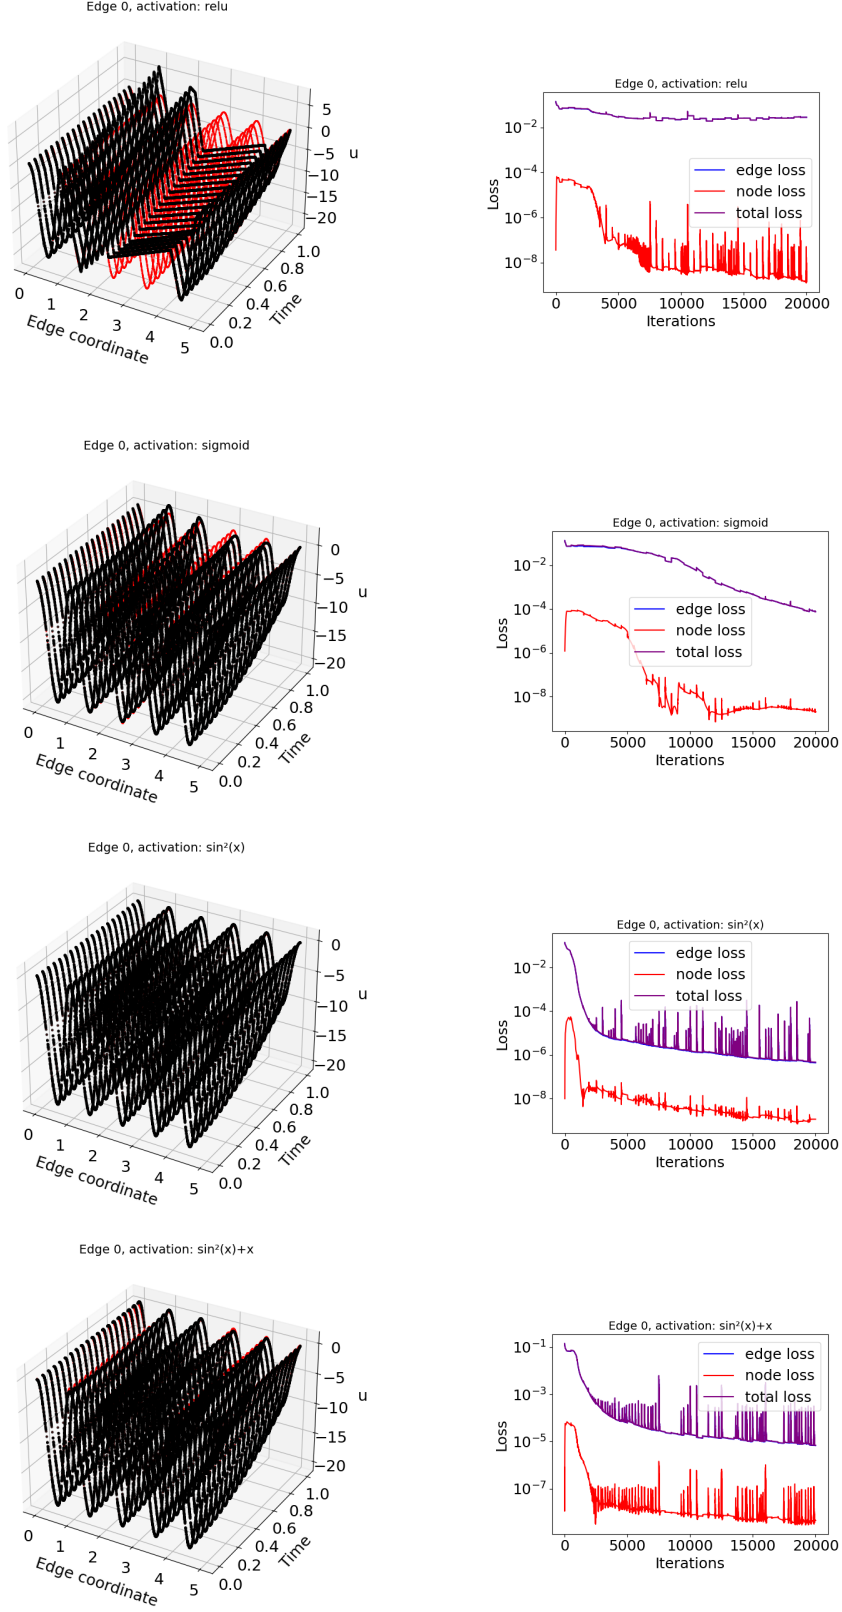 Edge 0, activation: relu
5
0
−5
−10
−15
−20
u
0
1
2
3
4
5
Edge coordinate
0.0
0.2
0.4
0.6
0.8
1.0
Time
Edge 0, activation: relu
10⁻²
10⁻⁴
10⁻⁶
10⁻⁸
Loss
edge loss
node loss
total loss
0 5000 10000 15000 20000
Iterations
Edge 0, activation: sigmoid
0
−5
−10
−15
−20
u
0
1
2
3
4
5
Edge coordinate
0.0
0.2
0.4
0.6
0.8
1.0
Time
Edge 0, activation: sigmoid
10⁻²
10⁻⁴
10⁻⁶
10⁻⁸
Loss
edge loss
node loss
total loss
0 5000 10000 15000 20000
Iterations
Edge 0, activation: sin²(x)
0
−5
−10
−15
−20
u
0
1
2
3
4
5
Edge coordinate
0.0
0.2
0.4
0.6
0.8
1.0
Time
Edge 0, activation: sin²(x)
10⁻²
10⁻⁴
10⁻⁶
10⁻⁸
Loss
edge loss
node loss
total loss
0 5000 10000 15000 20000
Iterations
Edge 0, activation: sin²(x)+x
0
−5
−10
−15
−20
u
0
1
2
3
4
5
Edge coordinate
0.0
0.2
0.4
0.6
0.8
1.0
Time
Edge 0, activation: sin²(x)+x
10⁻¹
10⁻³
10⁻⁵
10⁻⁷
Loss
edge loss
node loss
total loss
0 5000 10000 15000 20000
Iterations